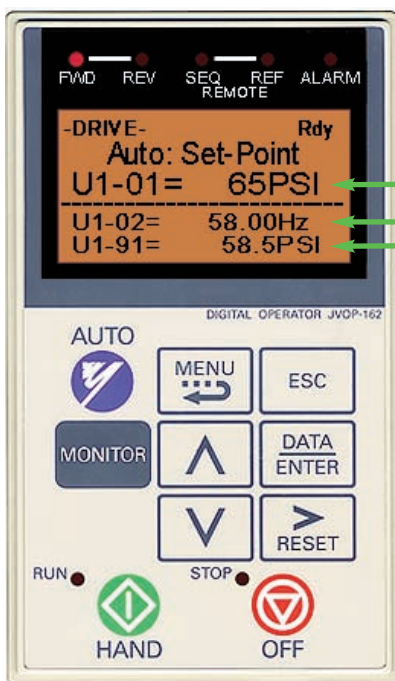 FWD REV SEQ REF ALARM
REMOTE
-DRIVE- Rdy
Auto: Set-Point
U1-01= 65PSI
U1-02= 58.00Hz
U1-91= 58.5PSI
DIGITAL OPERATOR JVOP-162
AUTO
MENU
ESC
MONITOR
DATA
ENTER
RESET
RUN STOP
HAND OFF